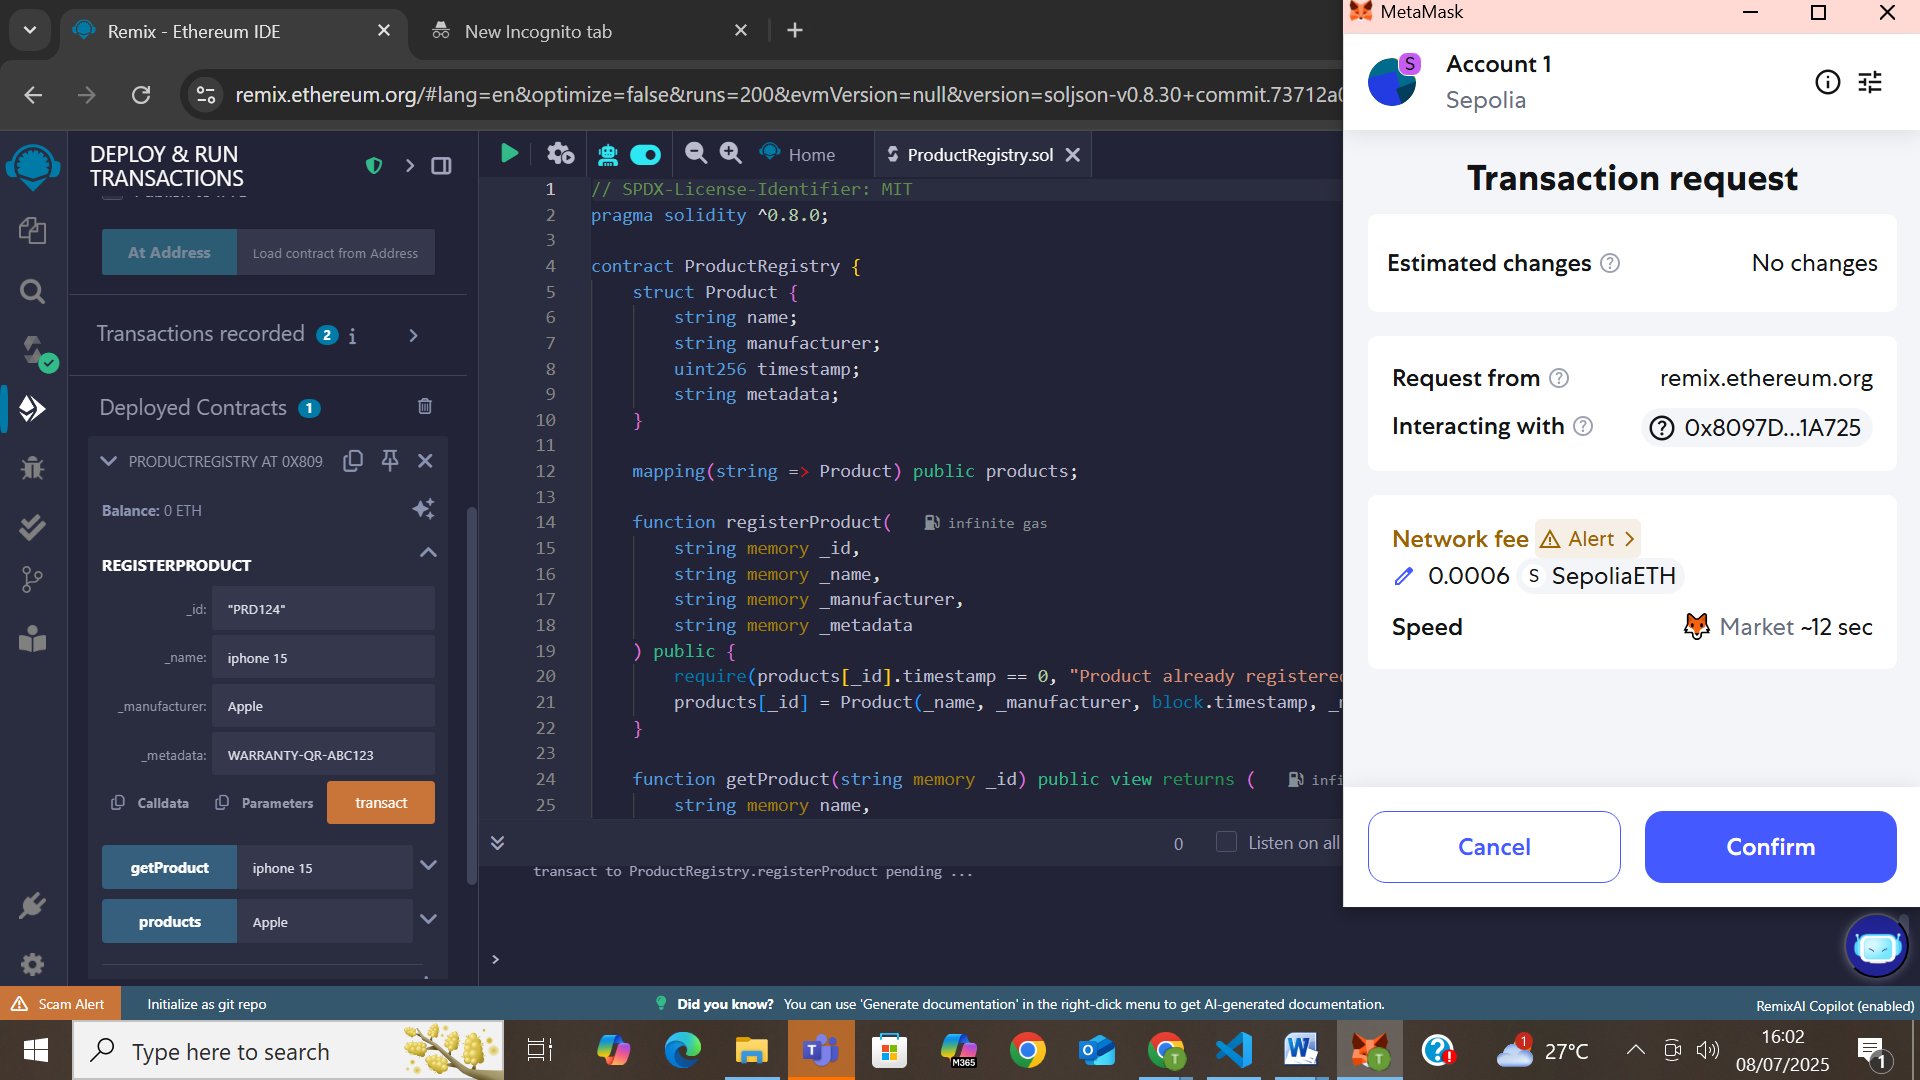 Remix - Ethereum IDE
New Incognito tab
remix.ethereum.org/#lang=en&optimize=false&runs=200&evmVersion=null&version=soljson-v0.8.30+commit.73712a0
DEPLOY & RUN
TRANSACTIONS
At Address
Load contract from Address
Transactions recorded 2 i
Deployed Contracts 1
PRODUCTREGISTRY AT 0X809
Balance: 0 ETH
REGISTERPRODUCT
_id: "PRD124"
_name: iphone 15
_manufacturer: Apple
_metadata: WARRANTY-QR-ABC123
Calldata Parameters transact
getProduct iphone 15
products Apple
Home
ProductRegistry.sol
1 // SPDX-License-Identifier: MIT
2 pragma solidity ^0.8.0;
3
4 contract ProductRegistry {
5 struct Product {
6 string name;
7 string manufacturer;
8 uint256 timestamp;
9 string metadata;
10 }
11
12 mapping(string => Product) public products;
13
14 function registerProduct( infinite gas
15 string memory _id,
16 string memory _name,
17 string memory _manufacturer,
18 string memory _metadata
19 ) public {
20 require(products[_id].timestamp == 0, "Product already registered
21 products[_id] = Product(_name, _manufacturer, block.timestamp,
22 }
23
24 function getProduct(string memory _id) public view returns ( infi
25 string memory name,
0 Listen on all
transact to ProductRegistry.registerProduct pending ...
>
MetaMask
Account 1
Sepolia
S
Transaction request
Estimated changes No changes
Request from remix.ethereum.org
Interacting with 0x8097D...1A725
Network fee Alert
0.0006 S SepoliaETH
Speed Market ~12 sec
Cancel Confirm
Scam Alert Initialize as git repo Did you know? You can use 'Generate documentation' in the right-click menu to get AI-generated documentation. RemixAI Copilot (enabled)
Type here to search
M365
T
T
1
27°C
16:02
08/07/2025
1